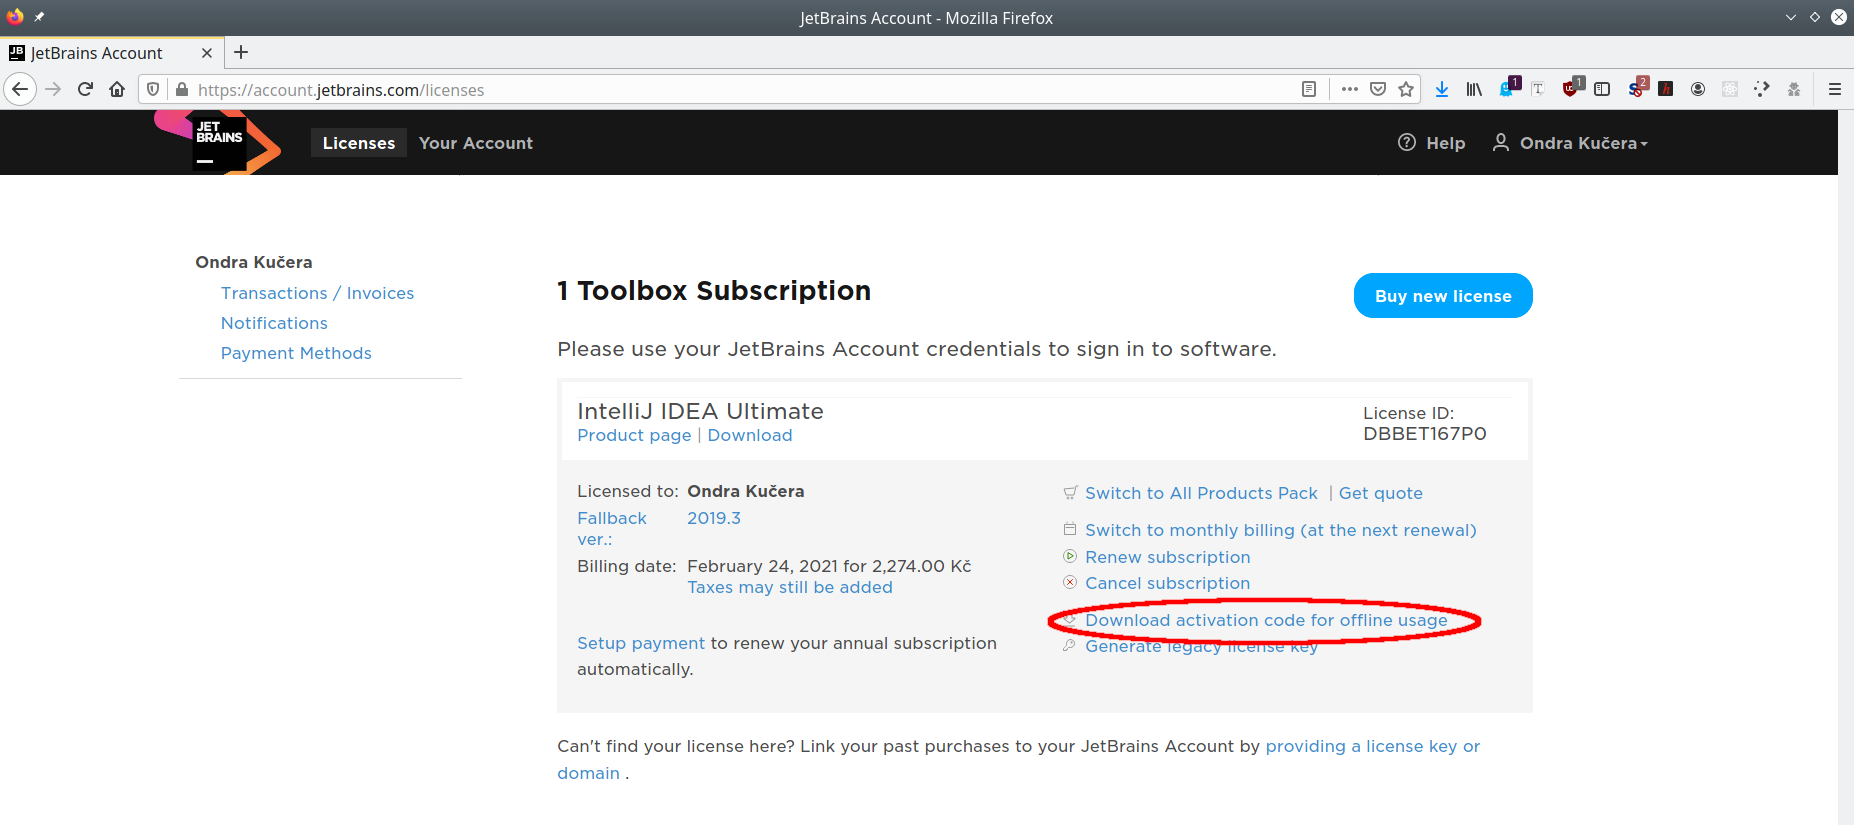 JetBrains Account - Mozilla Firefox
JB JetBrains Account
https://account.jetbrains.com/licenses
1
T
1
2
h
JET
BRAINS
Licenses Your Account
? Help Ondra Kučera
Ondra Kučera
Transactions / Invoices
Notifications
Payment Methods
1 Toolbox Subscription
Buy new license
Please use your JetBrains Account credentials to sign in to software.
IntelliJ IDEA Ultimate
Product page | Download
License ID:
DBBET167P0
Licensed to: Ondra Kučera
Fallback ver.: 2019.3
Billing date: February 24, 2021 for 2,274.00 Kč
Taxes may still be added
Setup payment to renew your annual subscription
automatically.
Switch to All Products Pack | Get quote
Switch to monthly billing (at the next renewal)
Renew subscription
Cancel subscription
Download activation code for offline usage
Generate legacy license key
Can't find your license here? Link your past purchases to your JetBrains Account by providing a license key or
domain .